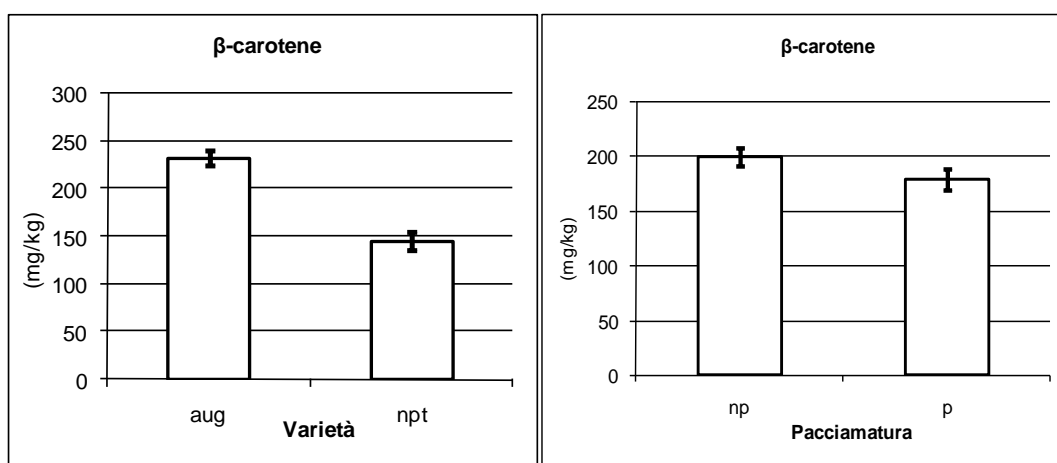 β-carotene
300
250
200
150
100
50
0
(mg/kg)
aug
npt
Varietà
β-carotene
250
200
150
100
50
0
(mg/kg)
np
p
Pacciamatura